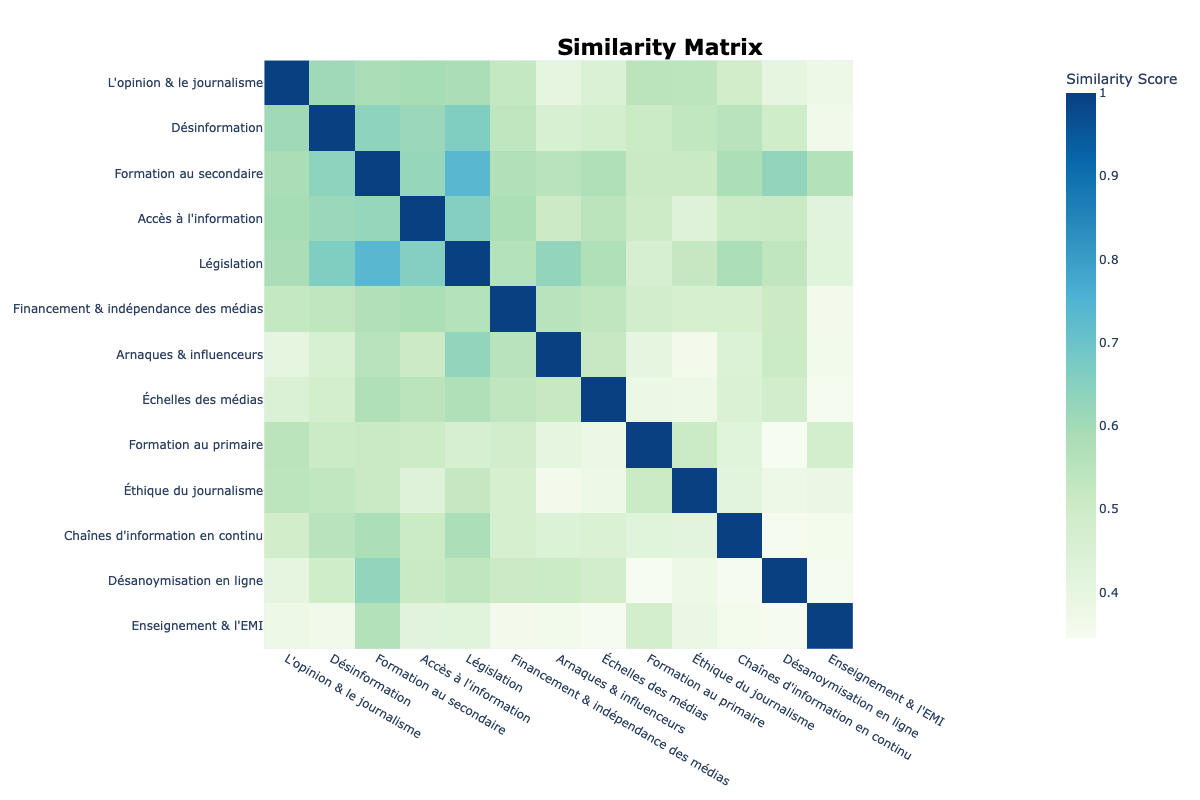 Similarity Matrix
Similarity Score
L'opinion & le journalisme
Désinformation
Formation au secondaire
Accès à l'information
Législation
Financement & indépendance des médias
Arnaques & influenceurs
Échelles des médias
Formation au primaire
Éthique du journalisme
Chaînes d'information en continu
Désanoymisation en ligne
Enseignement & l'EMI
L'opinion & le journalisme
Désinformation
Formation au secondaire
Accès à l'information
Législation
Financement & indépendance des médias
Arnaques & influenceurs
Échelles des médias
Formation au primaire
Éthique du journalisme
Chaînes d'information en continu
Désanoymisation en ligne
Enseignement & l'EMI
1
0.9
0.8
0.7
0.6
0.5
0.4